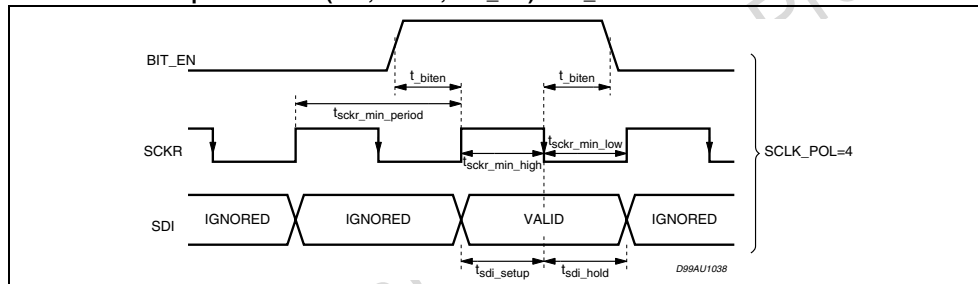 BIT_EN
t_biten
t_biten
tsckr_min_period
SCKR
tsckr_min_high
tsckr_min_low
SCLK_POL=4
SDI
IGNORED
IGNORED
VALID
IGNORED
tsdi_setup
tsdi_hold
D99AU1038